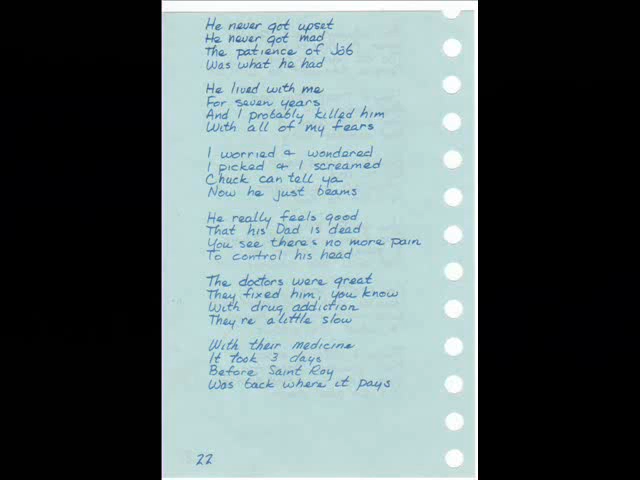 He never got upset
He never got mad
The patience of Job
Was what he had
He lived with me
For seven years
And I probably killed him
With all of my fears
I worried & wondered
I picked & I screamed
Chuck can tell ya
Now he just beams
He really feels good
That his Dad is dead
You see there's no more pain
To control his head
The doctors were great
They fixed him, you know
With drug addiction
They're a little slow
With their medicine
It took 3 days
Before Saint Roy
Was back where it pays
22